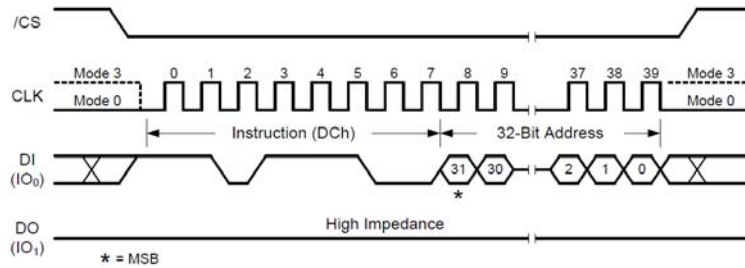 /CS
Mode 3 0 1 2 3 4 5 6 7 8 9 37 38 39 Mode 3
CLK Mode 0 Mode 0
Instruction (DCh) 32-Bit Address
DI
(IO0) 31 30 2 1 0
*
DO High Impedance
(IO1)
* = MSB